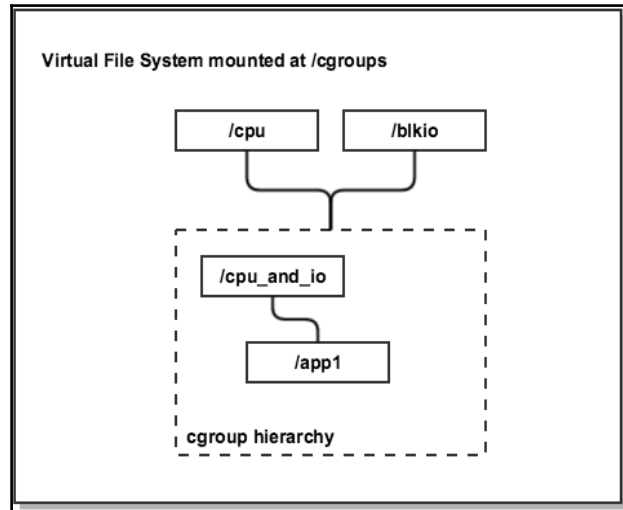 Virtual File System mounted at /cgroups
/cpu
/blkio
/cpu_and_io
/app1
cgroup hierarchy